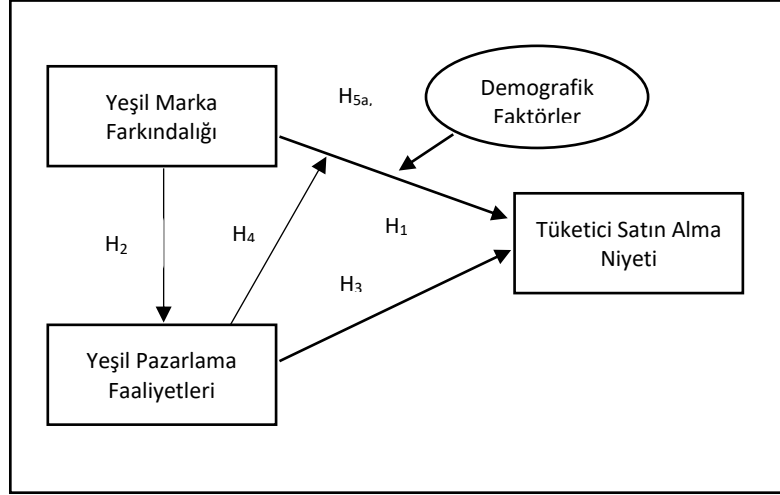 Yeşil Marka
Farkındalığı
H5a,
Demografik
Faktörler
H2
H4
H1
Tüketici Satın Alma
Niyeti
H3
Yeşil Pazarlama
Faaliyetleri